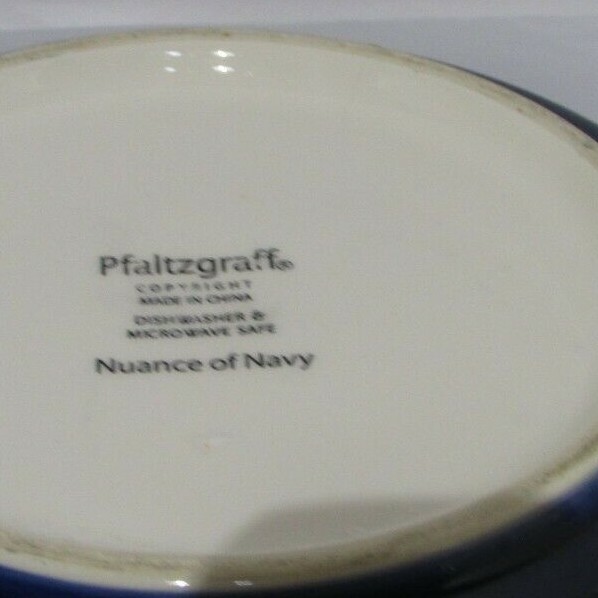 Pfaltzgraff®
COPYRIGHT
MADE IN CHINA
DISHWASHER &
MICROWAVE SAFE
Nuance of Navy